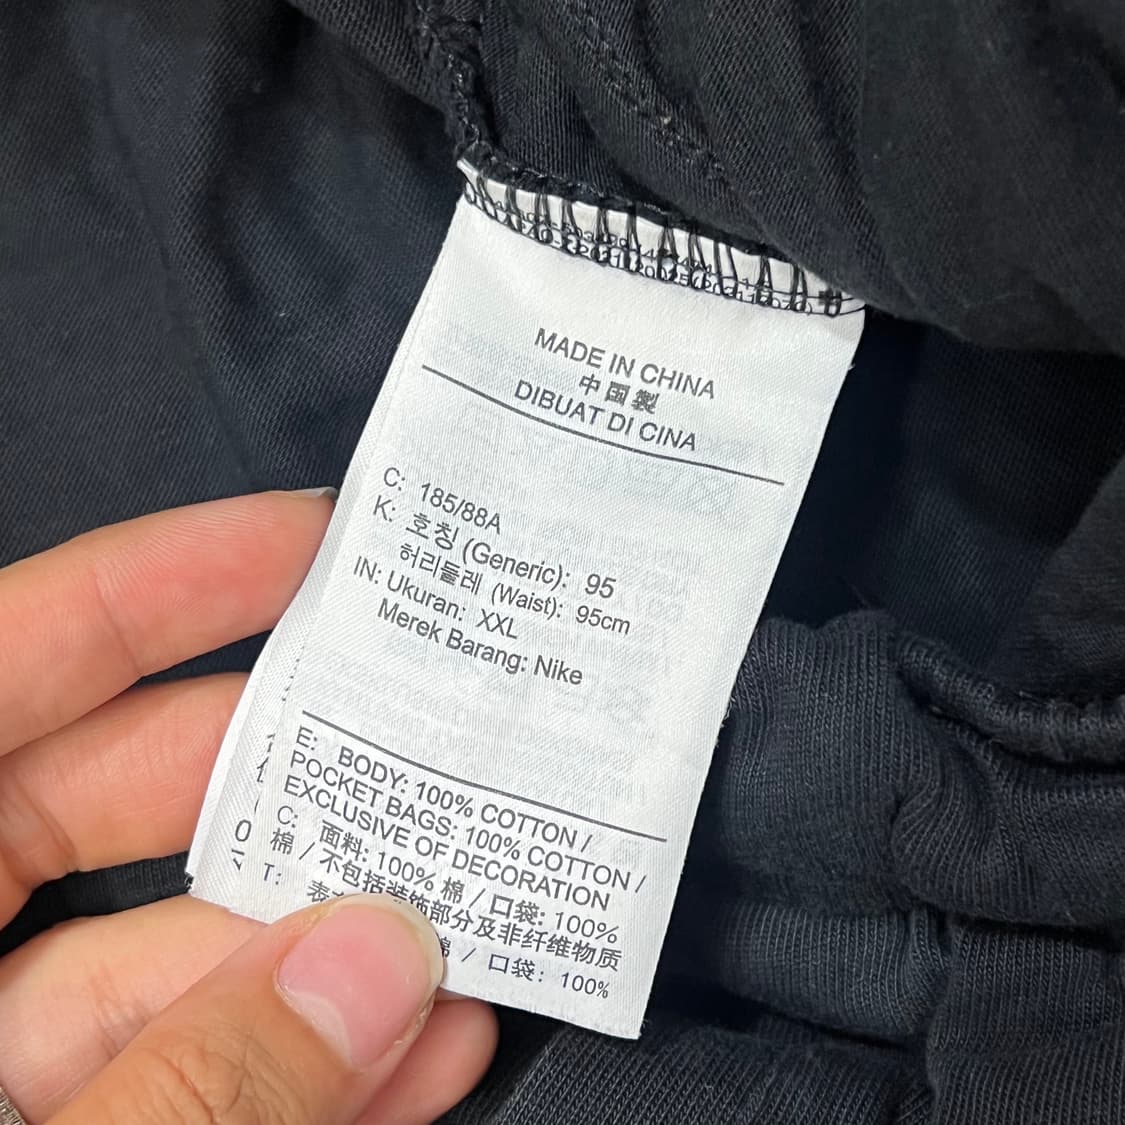 MADE IN CHINA
中国製
DIBUAT DI CINA
C: 185/88A
K: 호칭 (Generic): 95
허리둘레 (Waist): 95cm
IN: Ukuran: XXL
Merek Barang: Nike
E: BODY: 100% COTTON /
POCKET BAGS: 100% COTTON /
EXCLUSIVE OF DECORATION
C: 面料: 100% 棉 / 口袋: 100%
棉 / 不包括装饰部分及非纤维物质
T: 棉 / 口袋: 100%